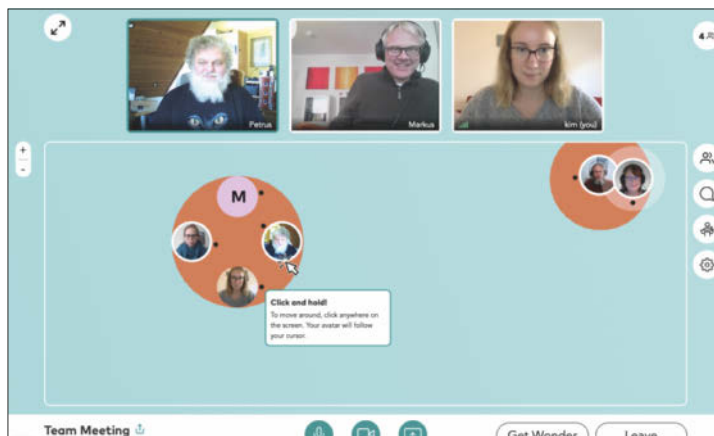 4
Petrus
Markus
kim (you)
+
-
M
Click and hold!
To move around, click anywhere on
the screen. Your avatar will follow
your cursor.
Team Meeting
Get Wonder
Leave